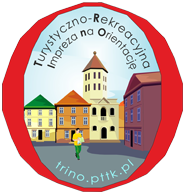 Turystyczno-Rekreacyjna
Impreza na Orientację
trino.pttk.pl